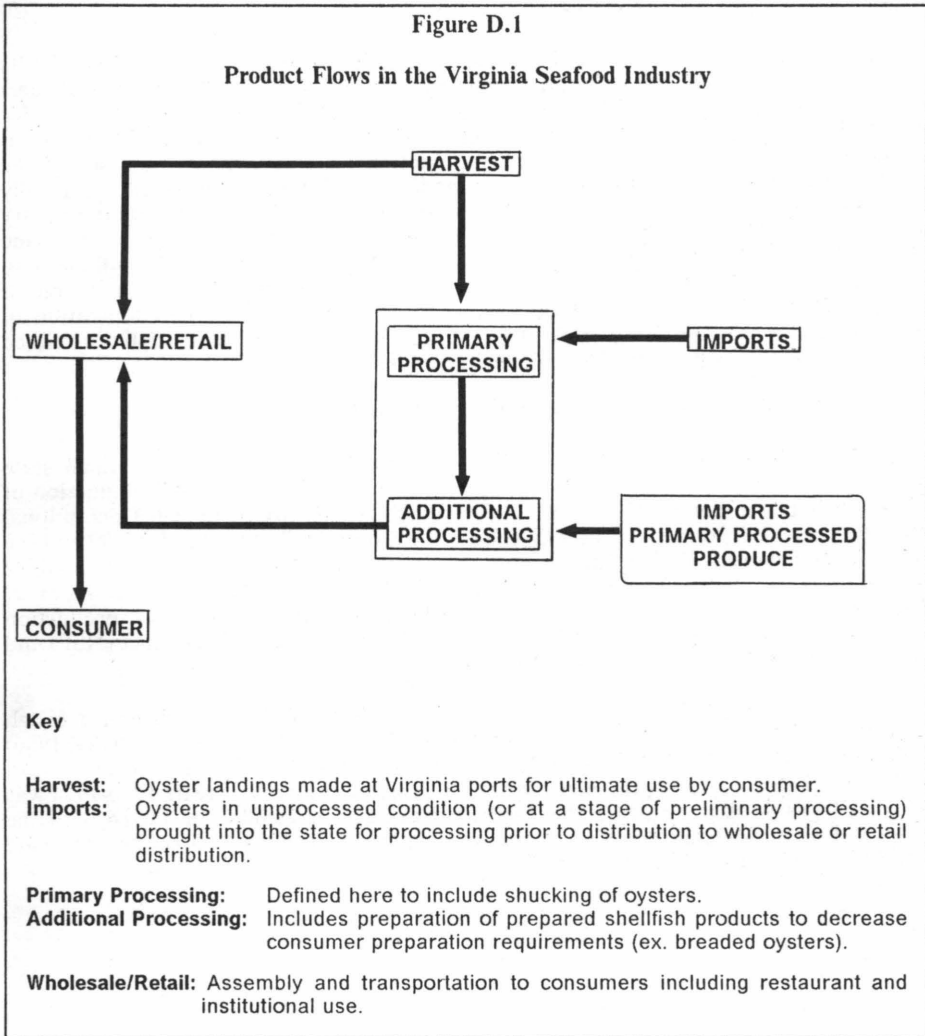 Figure D.1
Product Flows in the Virginia Seafood Industry
HARVEST
WHOLESALE/RETAIL
PRIMARY
PROCESSING
IMPORTS
ADDITIONAL
PROCESSING
IMPORTS
PRIMARY PROCESSED
PRODUCE
CONSUMER
Key
Harvest: Oyster landings made at Virginia ports for ultimate use by consumer.
Imports: Oysters in unprocessed condition (or at a stage of preliminary processing)
brought into the state for processing prior to distribution to wholesale or retail
distribution.
Primary Processing: Defined here to include shucking of oysters.
Additional Processing: Includes preparation of prepared shellfish products to decrease
consumer preparation requirements (ex. breaded oysters).
Wholesale/Retail: Assembly and transportation to consumers including restaurant and
institutional use.